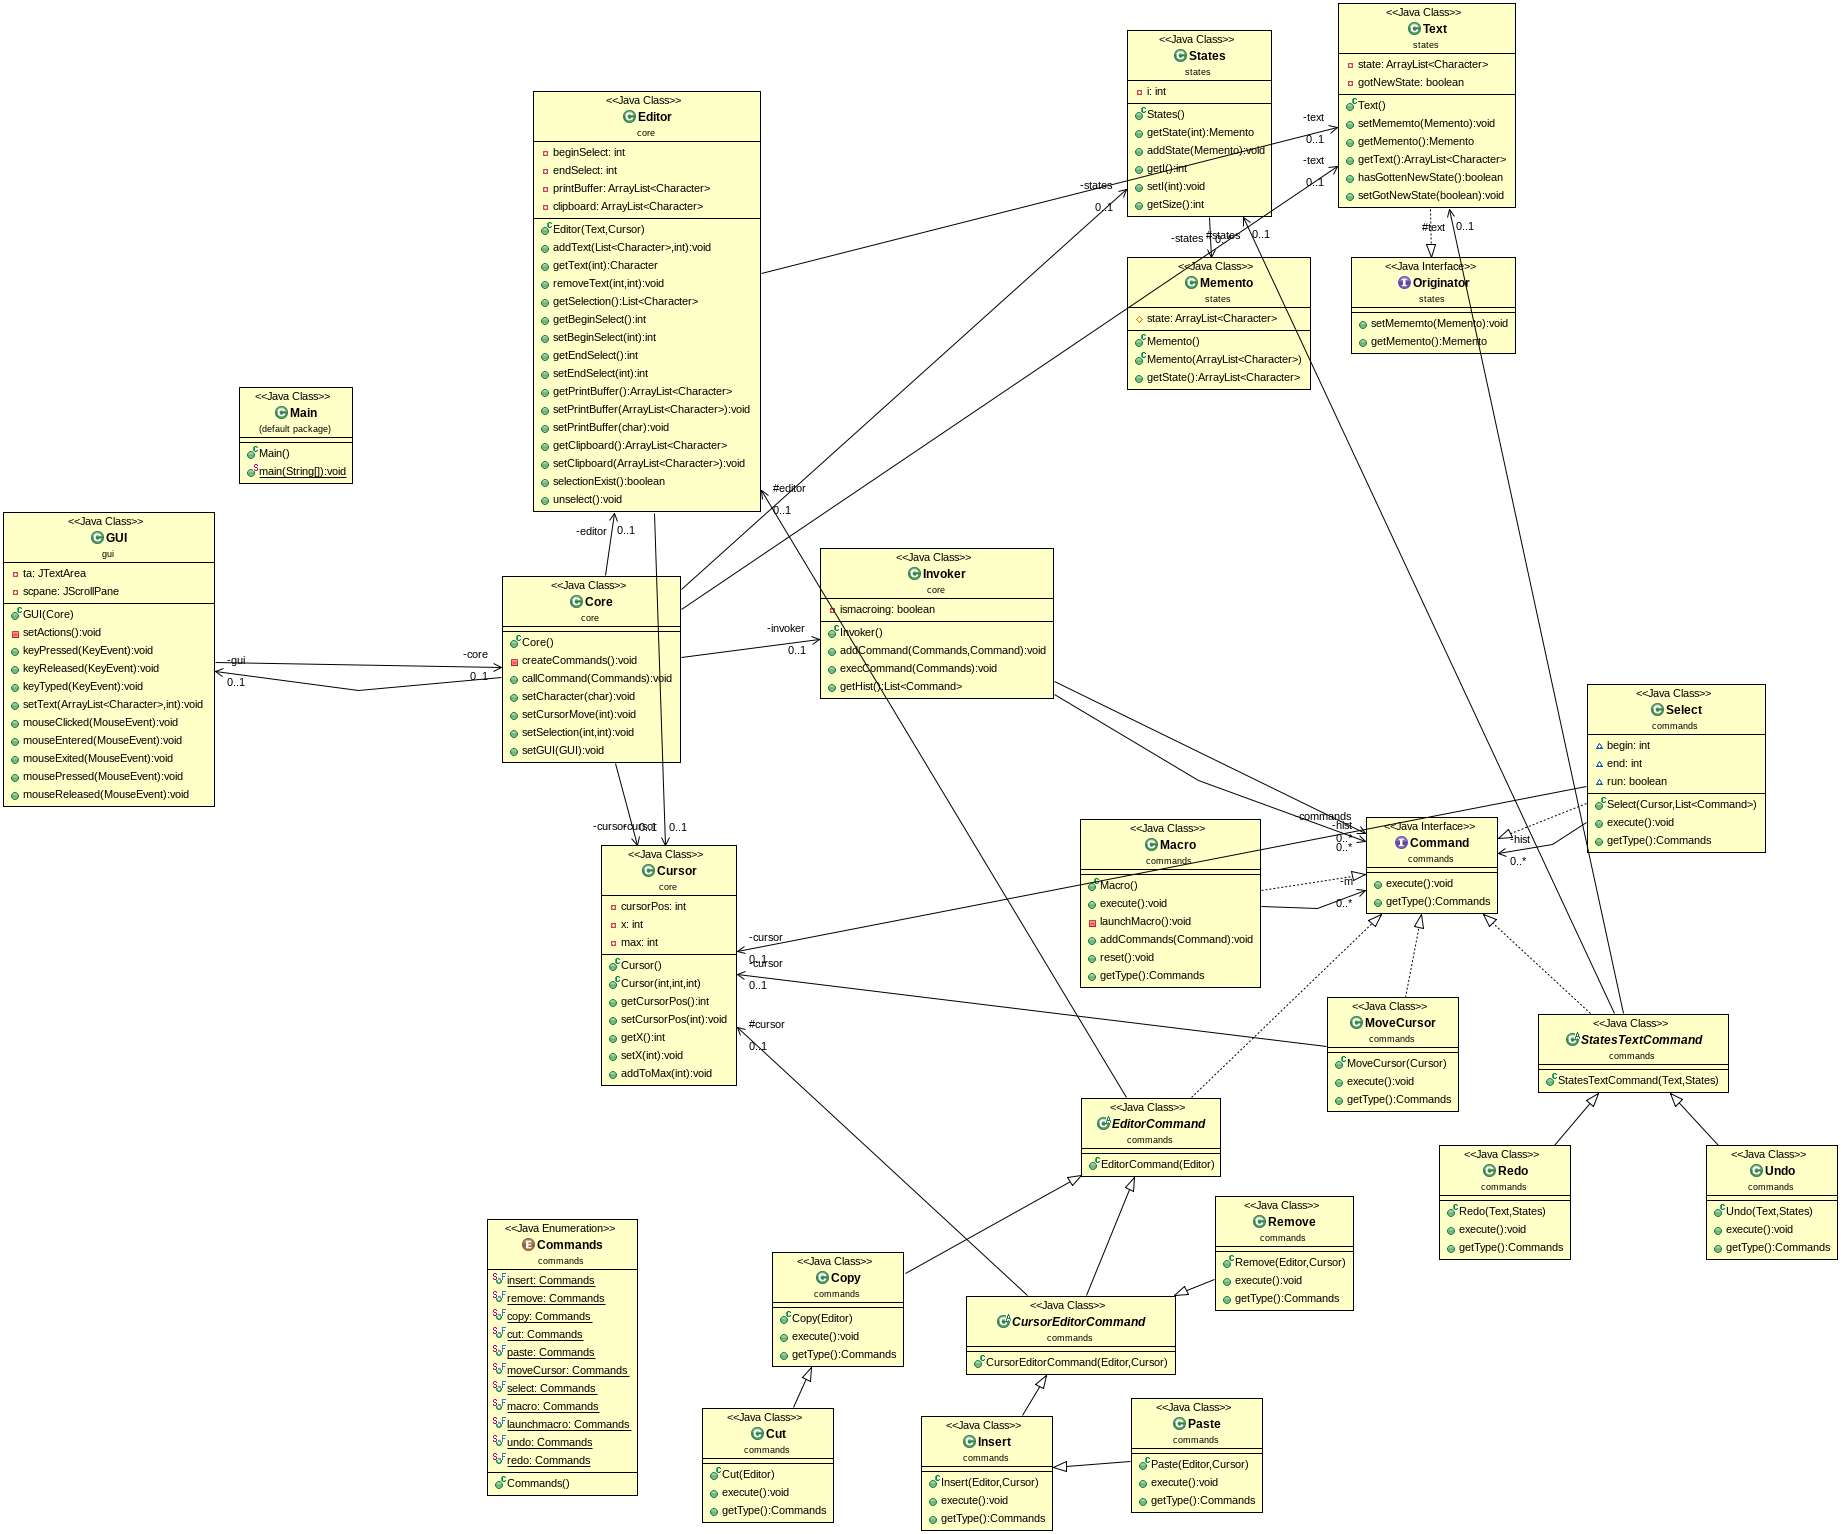 <<Java Class>>
Text
states
state: ArrayList<Character>
gotNewState: boolean
Text()
setMememto(Memento):void
getMemento():Memento
getText():ArrayList<Character>
hasGottenNewState():boolean
setGotNewState(boolean):void
<<Java Class>>
States
states
i: int
States()
getState(int):Memento
addState(Memento):void
getI():int
setI(int):void
getSize():int
<<Java Class>>
Editor
core
beginSelect: int
endSelect: int
printBuffer: ArrayList<Character>
clipboard: ArrayList<Character>
Editor(Text,Cursor)
addText(List<Character>,int):void
getText(int):Character
removeText(int,int):void
getSelection():List<Character>
getBeginSelect():int
setBeginSelect(int):int
getEndSelect():int
setEndSelect(int):int
getPrintBuffer():ArrayList<Character>
setPrintBuffer(ArrayList<Character>):void
setPrintBuffer(char):void
getClipboard():ArrayList<Character>
setClipboard(ArrayList<Character>):void
selectionExist():boolean
unselect():void
-text
0..1
-text
0..1
-states
0..1
-states
#states
0..1
#text
0..1
<<Java Class>>
Memento
states
state: ArrayList<Character>
Memento()
Memento(ArrayList<Character>)
getState():ArrayList<Character>
<<Java Interface>>
Originator
states
setMememto(Memento):void
getMemento():Memento
<<Java Class>>
Main
(default package)
Main()
main(String[]):void
<<Java Class>>
GUI
gui
ta: JTextArea
scpane: JScrollPane
GUI(Core)
setActions():void
keyPressed(KeyEvent):void
keyReleased(KeyEvent):void
keyTyped(KeyEvent):void
setText(ArrayList<Character>,int):void
mouseClicked(MouseEvent):void
mouseEntered(MouseEvent):void
mouseExited(MouseEvent):void
mousePressed(MouseEvent):void
mouseReleased(MouseEvent):void
-gui
0..1
-core
0..1
-editor
0..1
#editor
0..1
<<Java Class>>
Core
core
Core()
createCommands():void
callCommand(Commands):void
setCharacter(char):void
setCursorMove(int):void
setSelection(int,int):void
setGUI(GUI):void
-invoker
0..1
<<Java Class>>
Invoker
core
ismacroing: boolean
Invoker()
addCommand(Commands,Command):void
execCommand(Commands):void
getHist():List<Command>
<<Java Class>>
Select
commands
begin: int
end: int
run: boolean
Select(Cursor,List<Command>)
execute():void
getType():Commands
-cursor
0..1
0..1
<<Java Class>>
Cursor
core
cursorPos: int
x: int
max: int
Cursor()
Cursor(int,int,int)
getCursorPos():int
setCursorPos(int):void
getX():int
setX(int):void
addToMax(int):void
-cursor
0..1
-cursor
0..1
#cursor
0..1
<<Java Class>>
Macro
commands
Macro()
execute():void
launchMacro():void
addCommands(Command):void
reset():void
getType():Commands
commands
-hist
0..*
0..*
-m
0..*
<<Java Interface>>
Command
commands
execute():void
getType():Commands
-hist
0..*
<<Java Class>>
MoveCursor
commands
MoveCursor(Cursor)
execute():void
getType():Commands
<<Java Class>>
StatesTextCommand
commands
StatesTextCommand(Text,States)
<<Java Class>>
EditorCommand
commands
EditorCommand(Editor)
<<Java Class>>
Redo
commands
Redo(Text,States)
execute():void
getType():Commands
<<Java Class>>
Undo
commands
Undo(Text,States)
execute():void
getType():Commands
<<Java Class>>
Remove
commands
Remove(Editor,Cursor)
execute():void
getType():Commands
<<Java Enumeration>>
Commands
commands
insert: Commands
remove: Commands
copy: Commands
cut: Commands
paste: Commands
moveCursor: Commands
select: Commands
macro: Commands
launchmacro: Commands
undo: Commands
redo: Commands
Commands()
<<Java Class>>
Copy
commands
Copy(Editor)
execute():void
getType():Commands
<<Java Class>>
CursorEditorCommand
commands
CursorEditorCommand(Editor,Cursor)
<<Java Class>>
Cut
commands
Cut(Editor)
execute():void
getType():Commands
<<Java Class>>
Insert
commands
Insert(Editor,Cursor)
execute():void
getType():Commands
<<Java Class>>
Paste
commands
Paste(Editor,Cursor)
execute():void
getType():Commands